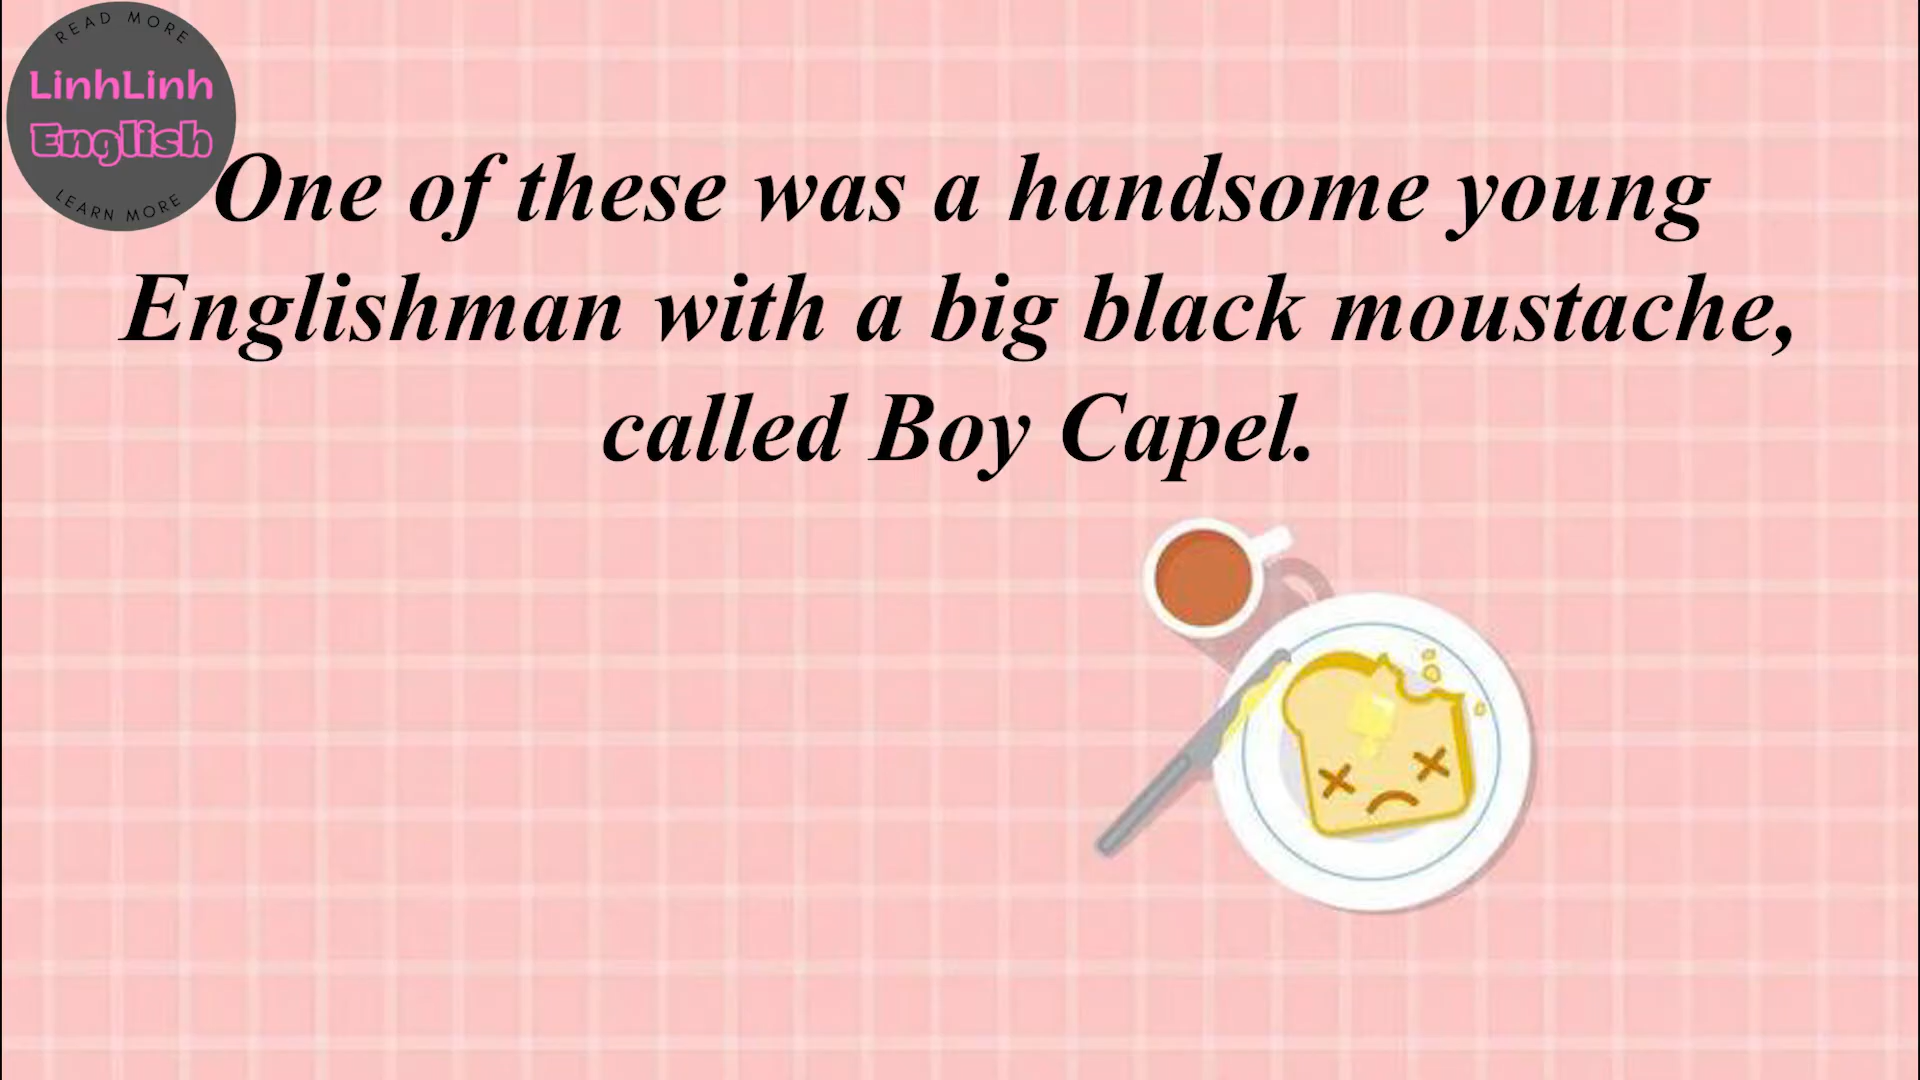 READ MORE
LinhLinh
English
LEARN MORE
One of these was a handsome young
Englishman with a big black moustache,
called Boy Capel.